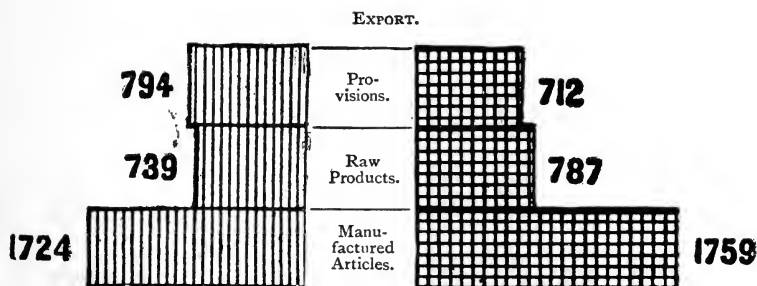 EXPORT.
794 Pro-
visions. 712
739 Raw
Products. 787
1724 Manu-
factured
Articles. 1759